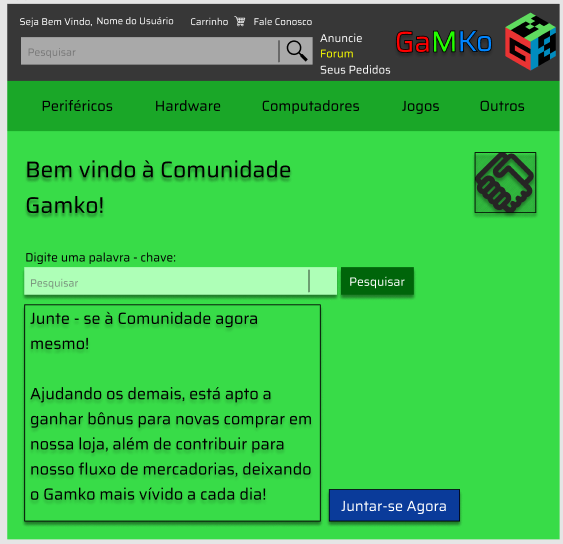 Seja Bem Vindo, Nome do Usuário Carrinho Fale Conosco
Pesquisar
Anuncie
Forum
Seus Pedidos
GaMKo
Periféricos Hardware Computadores Jogos Outros
Bem vindo à Comunidade
Gamko!
Digite uma palavra - chave:
Pesquisar Pesquisar
Junte - se à Comunidade agora
mesmo!
Ajudando os demais, está apto a
ganhar bônus para novas comprar em
nossa loja, além de contribuir para
nosso fluxo de mercadorias, deixando
o Gamko mais vívido a cada dia!
Juntar-se Agora